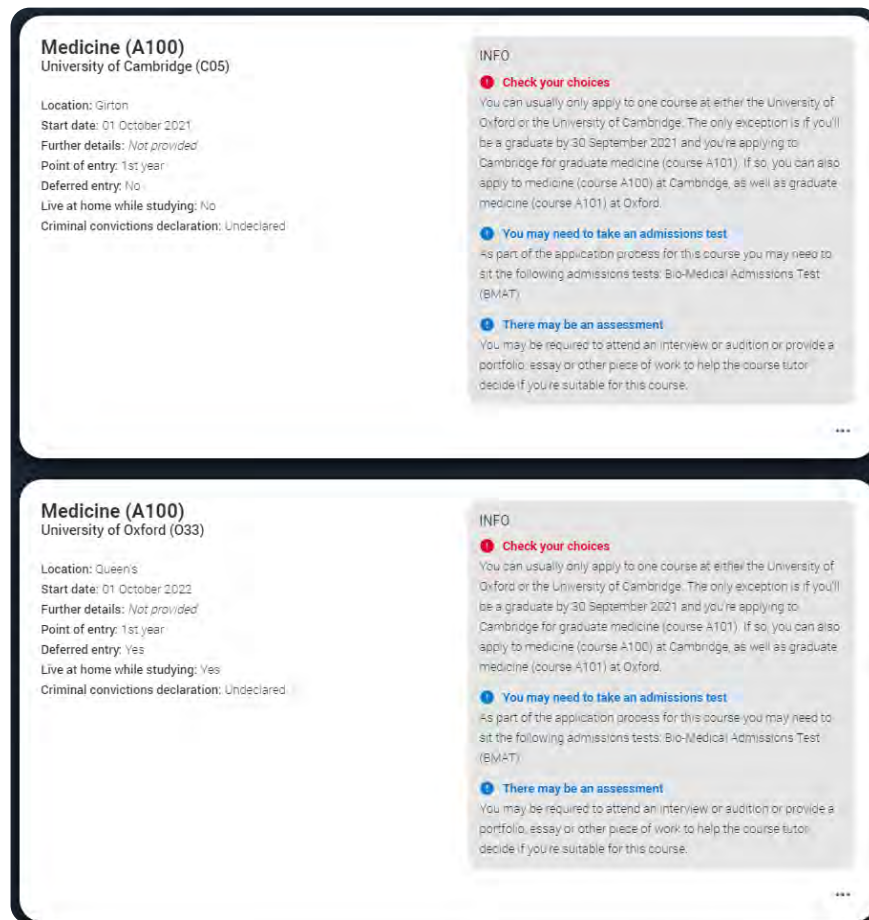 Medicine (A100)
University of Cambridge (C05)
Location: Girton
Start date: 01 October 2021
Further details: Not provided
Point of entry: 1st year
Deferred entry: No
Live at home while studying: No
Criminal convictions declaration: Undeclared
INFO
Check your choices
You can usually only apply to one course at either the University of
Oxford or the University of Cambridge. The only exception is if you'll
be a graduate by 30 September 2021 and you're applying to
Cambridge for graduate medicine (course A101). If so, you can also
apply to medicine (course A100) at Cambridge, as well as graduate
medicine (course A101) at Oxford.
You may need to take an admissions test
As part of the application process for this course you may need to
sit the following admissions tests: Bio-Medical Admissions Test
(BMAT)
There may be an assessment
You may be required to attend an interview or audition or provide a
portfolio, essay or other piece of work to help the course tutor
decide if you're suitable for this course.
Medicine (A100)
University of Oxford (O33)
Location: Queen's
Start date: 01 October 2022
Further details: Not provided
Point of entry: 1st year
Deferred entry: Yes
Live at home while studying: Yes
Criminal convictions declaration: Undeclared
INFO
Check your choices
You can usually only apply to one course at either the University of
Oxford or the University of Cambridge. The only exception is if you'll
be a graduate by 30 September 2021 and you're applying to
Cambridge for graduate medicine (course A101). If so, you can also
apply to medicine (course A100) at Cambridge, as well as graduate
medicine (course A101) at Oxford.
You may need to take an admissions test
As part of the application process for this course you may need to
sit the following admissions tests: Bio-Medical Admissions Test
(BMAT)
There may be an assessment
You may be required to attend an interview or audition or provide a
portfolio, essay or other piece of work to help the course tutor
decide if you're suitable for this course.